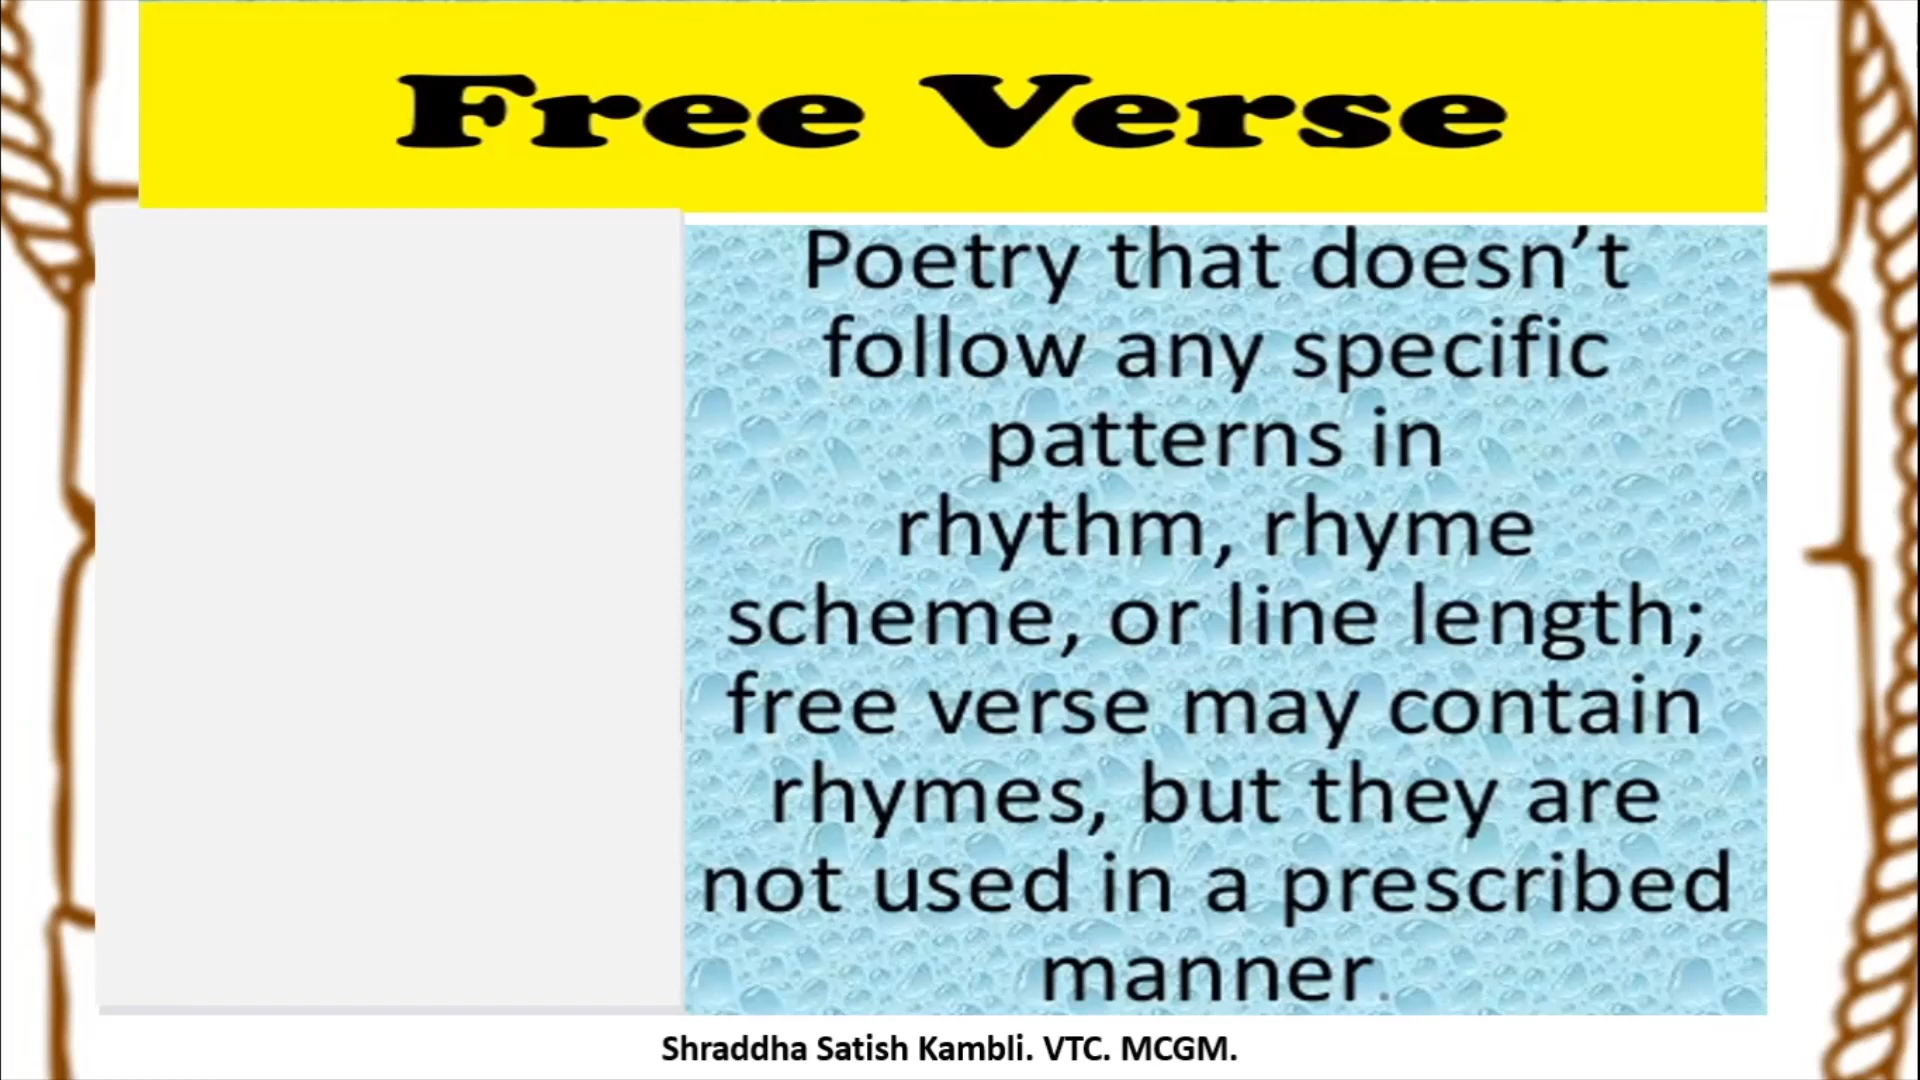 Free Verse
Poetry that doesn’t
follow any specific
patterns in
rhythm, rhyme
scheme, or line length;
free verse may contain
rhymes, but they are
not used in a prescribed
manner.
Shraddha Satish Kambli. VTC. MCGM.